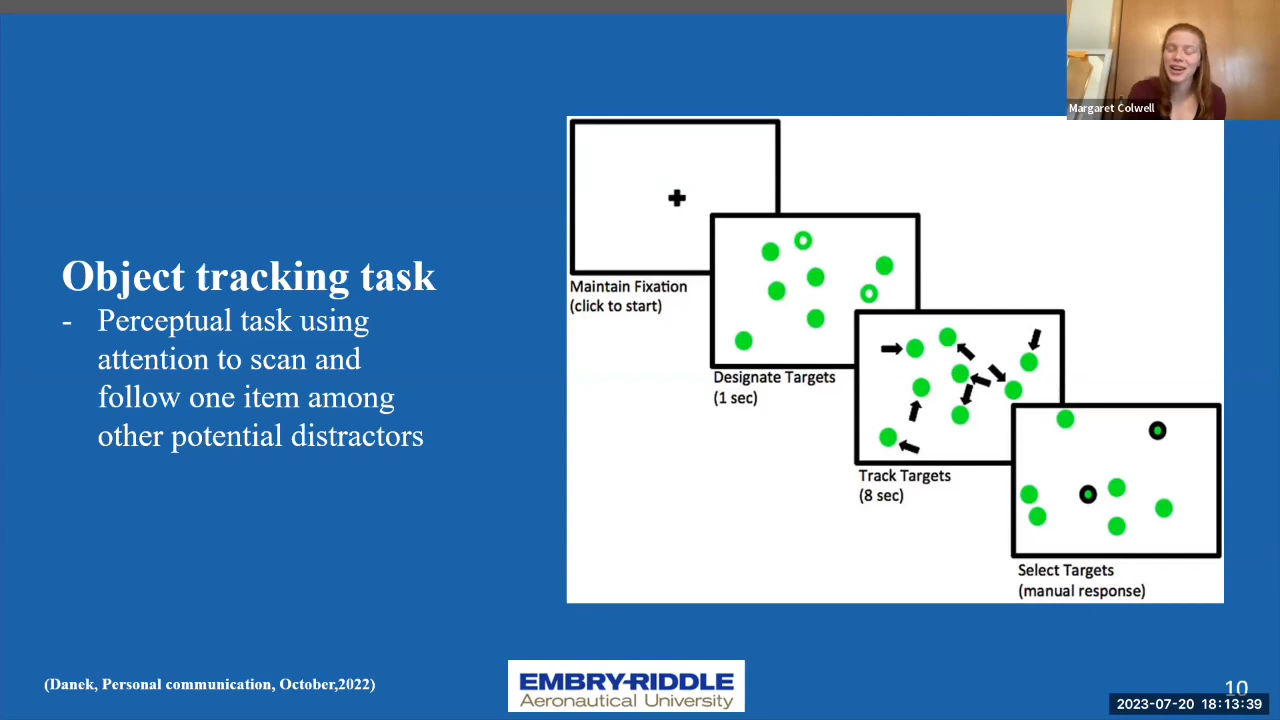 Margaret Colwell
Object tracking task
- Perceptual task using
attention to scan and
follow one item among
other potential distractors
Maintain Fixation
(click to start)
Designate Targets
(1 sec)
Track Targets
(8 sec)
Select Targets
(manual response)
(Danek, Personal communication, October,2022)
EMBRY-RIDDLE
Aeronautical University
10
2023-07-20 18:13:39